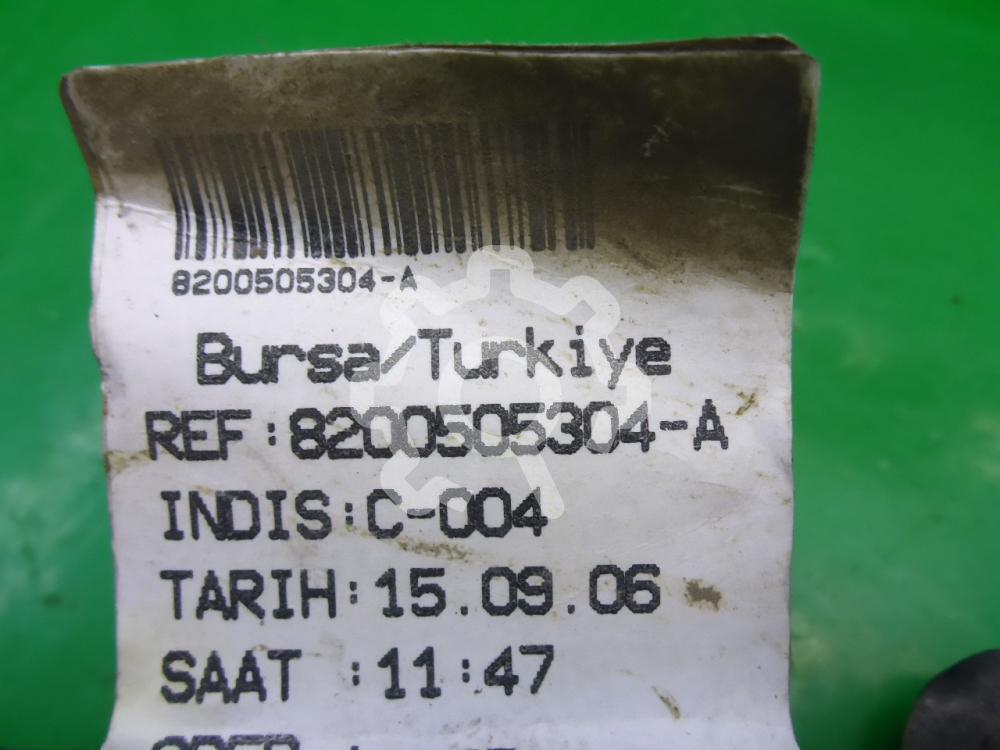 8200505304-A
Bursa/Turkiye
REF:8200505304-A
INDIS:C-004
TARIH:15.09.06
SAAT :11:47